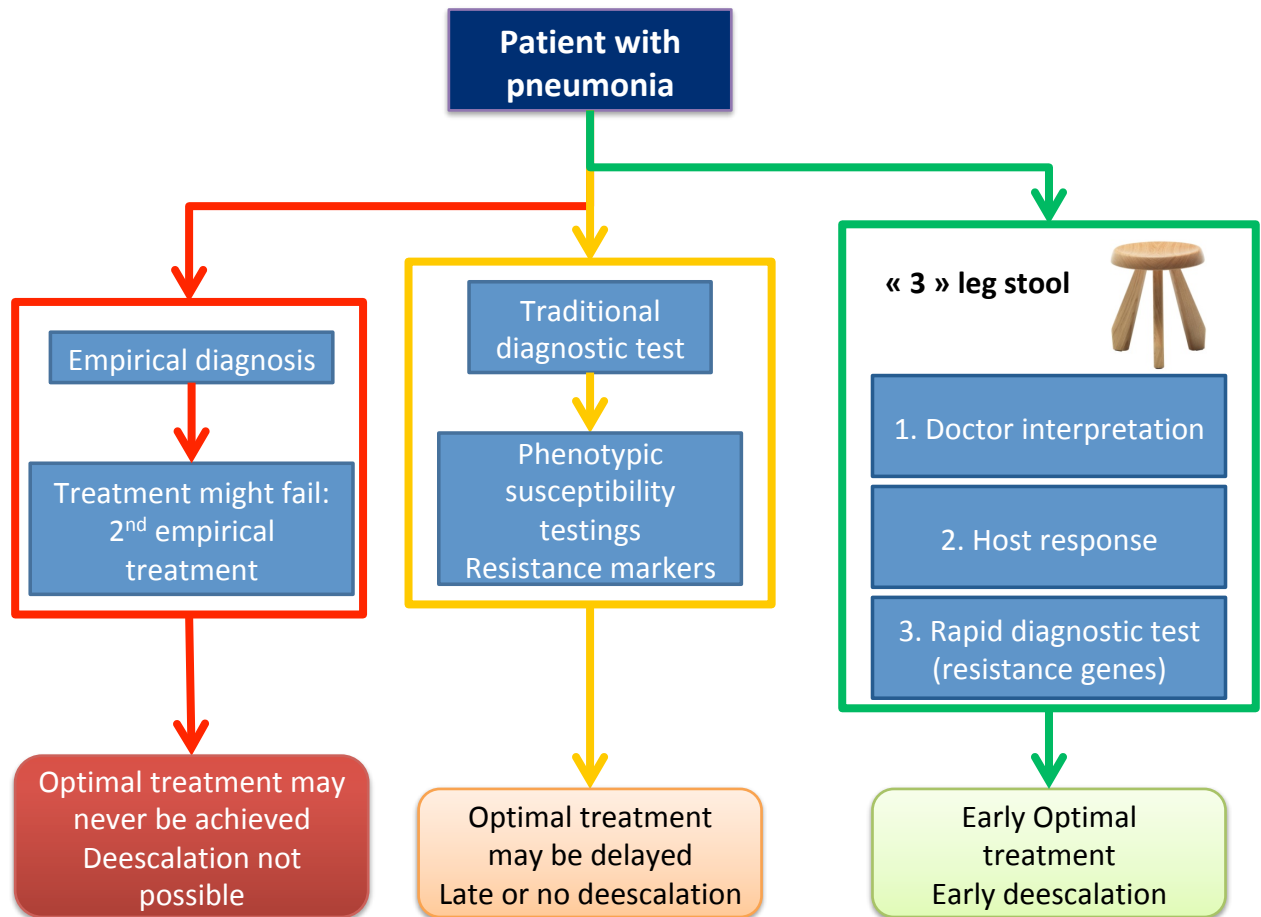 Patient with
pneumonia
Empirical diagnosis
Treatment might fail:
2nd empirical
treatment
Optimal treatment may
never be achieved
Deescalation not
possible
Traditional
diagnostic test
Phenotypic
susceptibility
testings
Resistance markers
Optimal treatment
may be delayed
Late or no deescalation
« 3 » leg stool
1. Doctor interpretation
2. Host response
3. Rapid diagnostic test
(resistance genes)
Early Optimal
treatment
Early deescalation